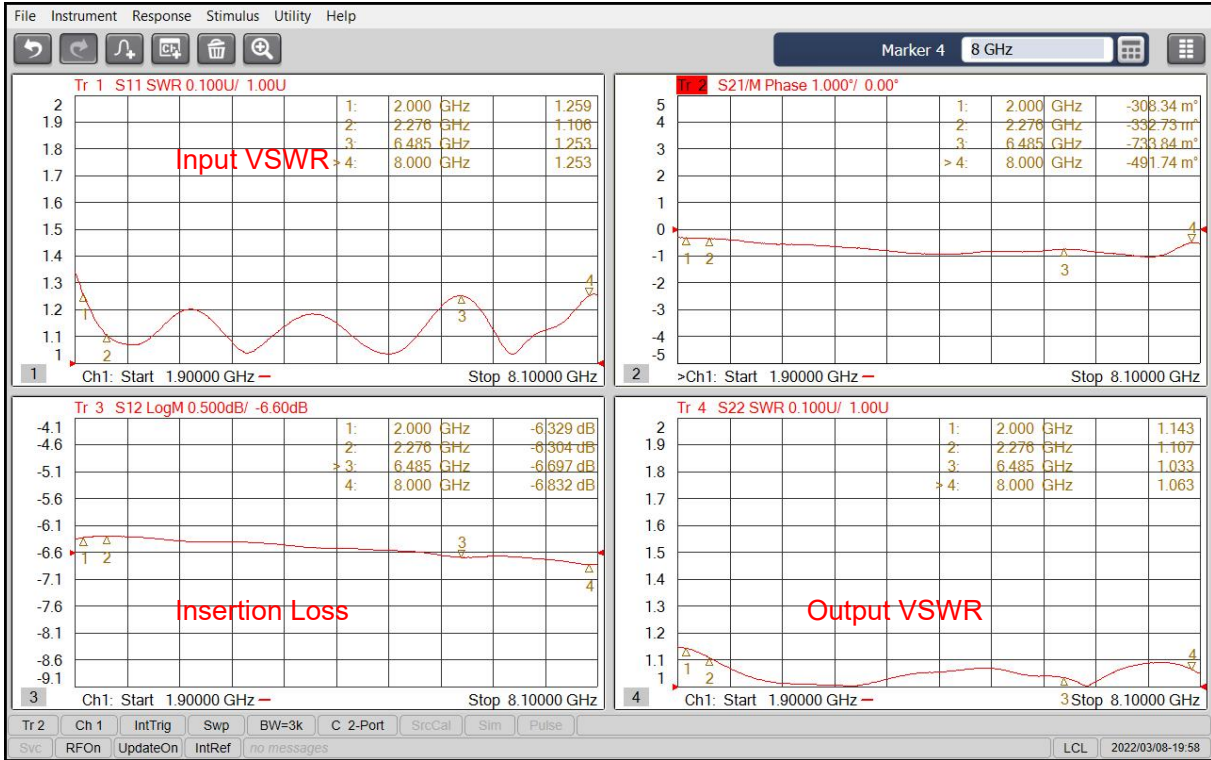 File Instrument Response Stimulus Utility Help
Marker 4 8 GHz
Tr 1 S11 SWR 0.100U/ 1.00U
2
1.9
1.8
1.7
1.6
1.5
1.4
1.3
1.2
1.1
1
1: 2.000 GHz 1.259
2: 2.276 GHz 1.106
3: 6.485 GHz 1.253
> 4: 8.000 GHz 1.253
Input VSWR
1
2
3
4
1
Ch1: Start 1.90000 GHz
Stop 8.10000 GHz
Tr 2 S21/M Phase 1.000°/ 0.00°
5
4
3
2
1
0
-1
-2
-3
-4
-5
1: 2.000 GHz -308.34 m°
2: 2.276 GHz -332.73 m°
3: 6.485 GHz -733.84 m°
> 4: 8.000 GHz -491.74 m°
1
2
3
4
2
>Ch1: Start 1.90000 GHz
Stop 8.10000 GHz
Tr 3 S12 LogM 0.500dB/ -6.60dB
-4.1
-4.6
-5.1
-5.6
-6.1
-6.6
-7.1
-7.6
-8.1
-8.6
-9.1
1: 2.000 GHz -6.329 dB
2: 2.276 GHz -6.304 dB
> 3: 6.485 GHz -6.697 dB
4: 8.000 GHz -6.832 dB
1
2
3
4
Insertion Loss
3
Ch1: Start 1.90000 GHz
Stop 8.10000 GHz
Tr 4 S22 SWR 0.100U/ 1.00U
2
1.9
1.8
1.7
1.6
1.5
1.4
1.3
1.2
1.1
1
1: 2.000 GHz 1.143
2: 2.276 GHz 1.107
3: 6.485 GHz 1.033
> 4: 8.000 GHz 1.063
Output VSWR
1
2
3
4
4
Ch1: Start 1.90000 GHz
Stop 8.10000 GHz
Tr 2 Ch 1 IntTrig Swp BW=3k C 2-Port SrcCal Sim Pulse
Svc RFOn UpdateOn IntRef no messages LCL 2022/03/08-19:58